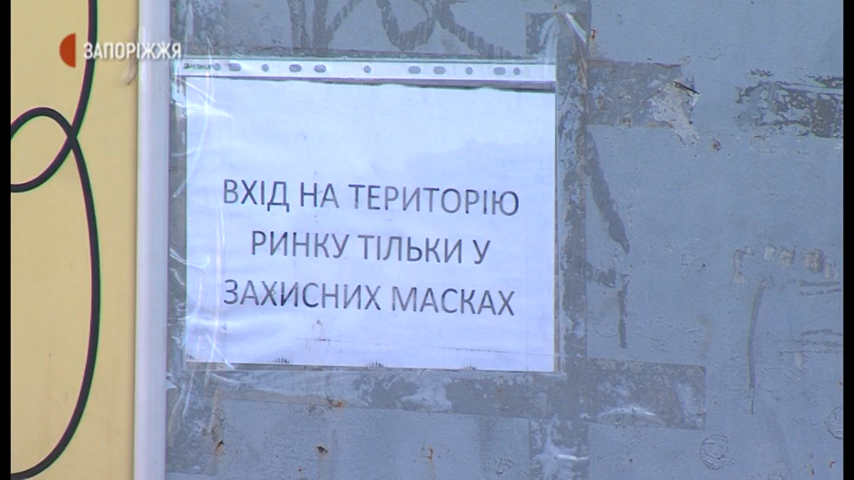 ЗАПОРІЖЖЯ
ВХІД НА ТЕРИТОРІЮ
РИНКУ ТІЛЬКИ У
ЗАХИСНИХ МАСКАХ